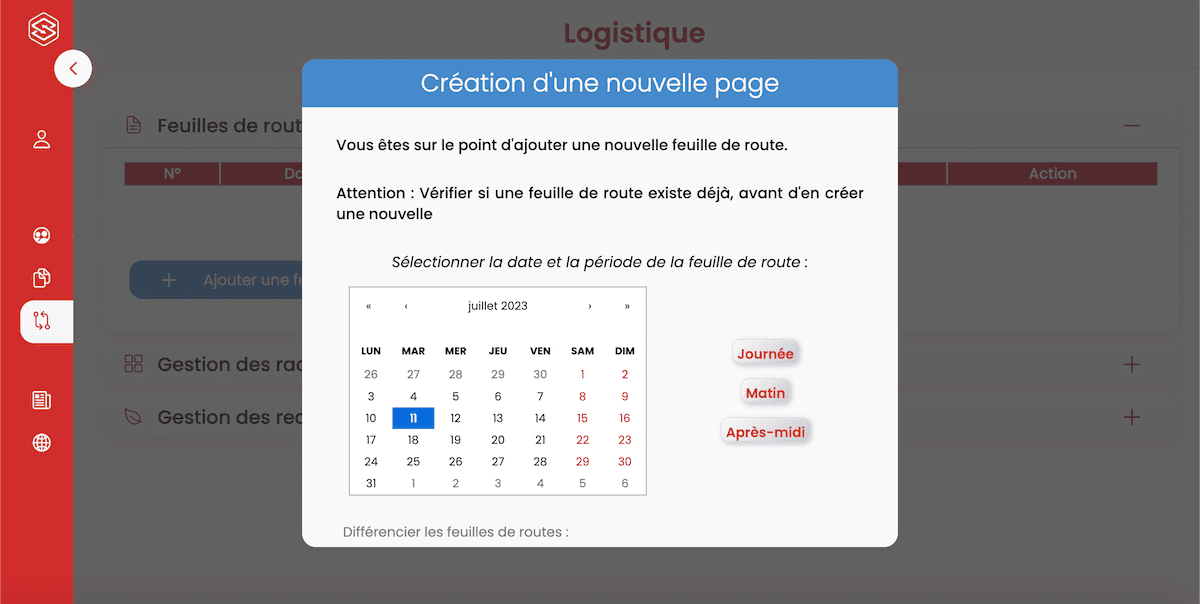 Logistique
Création d'une nouvelle page
Feuilles de rout
Vous êtes sur le point d'ajouter une nouvelle feuille de route.
N° Da Action
Attention : Vérifier si une feuille de route existe déjà, avant d'en créer
une nouvelle
Sélectionner la date et la période de la feuille de route :
+ Ajouter une fe
« ‹ juillet 2023 › »
LUN MAR MER JEU VEN SAM DIM
26 27 28 29 30 1 2
3 4 5 6 7 8 9
10 11 12 13 14 15 16
17 18 19 20 21 22 23
24 25 26 27 28 29 30
31 1 2 3 4 5 6
Journée
Matin
Après-midi
Gestion des rac
Gestion des rec
Différencier les feuilles de routes :